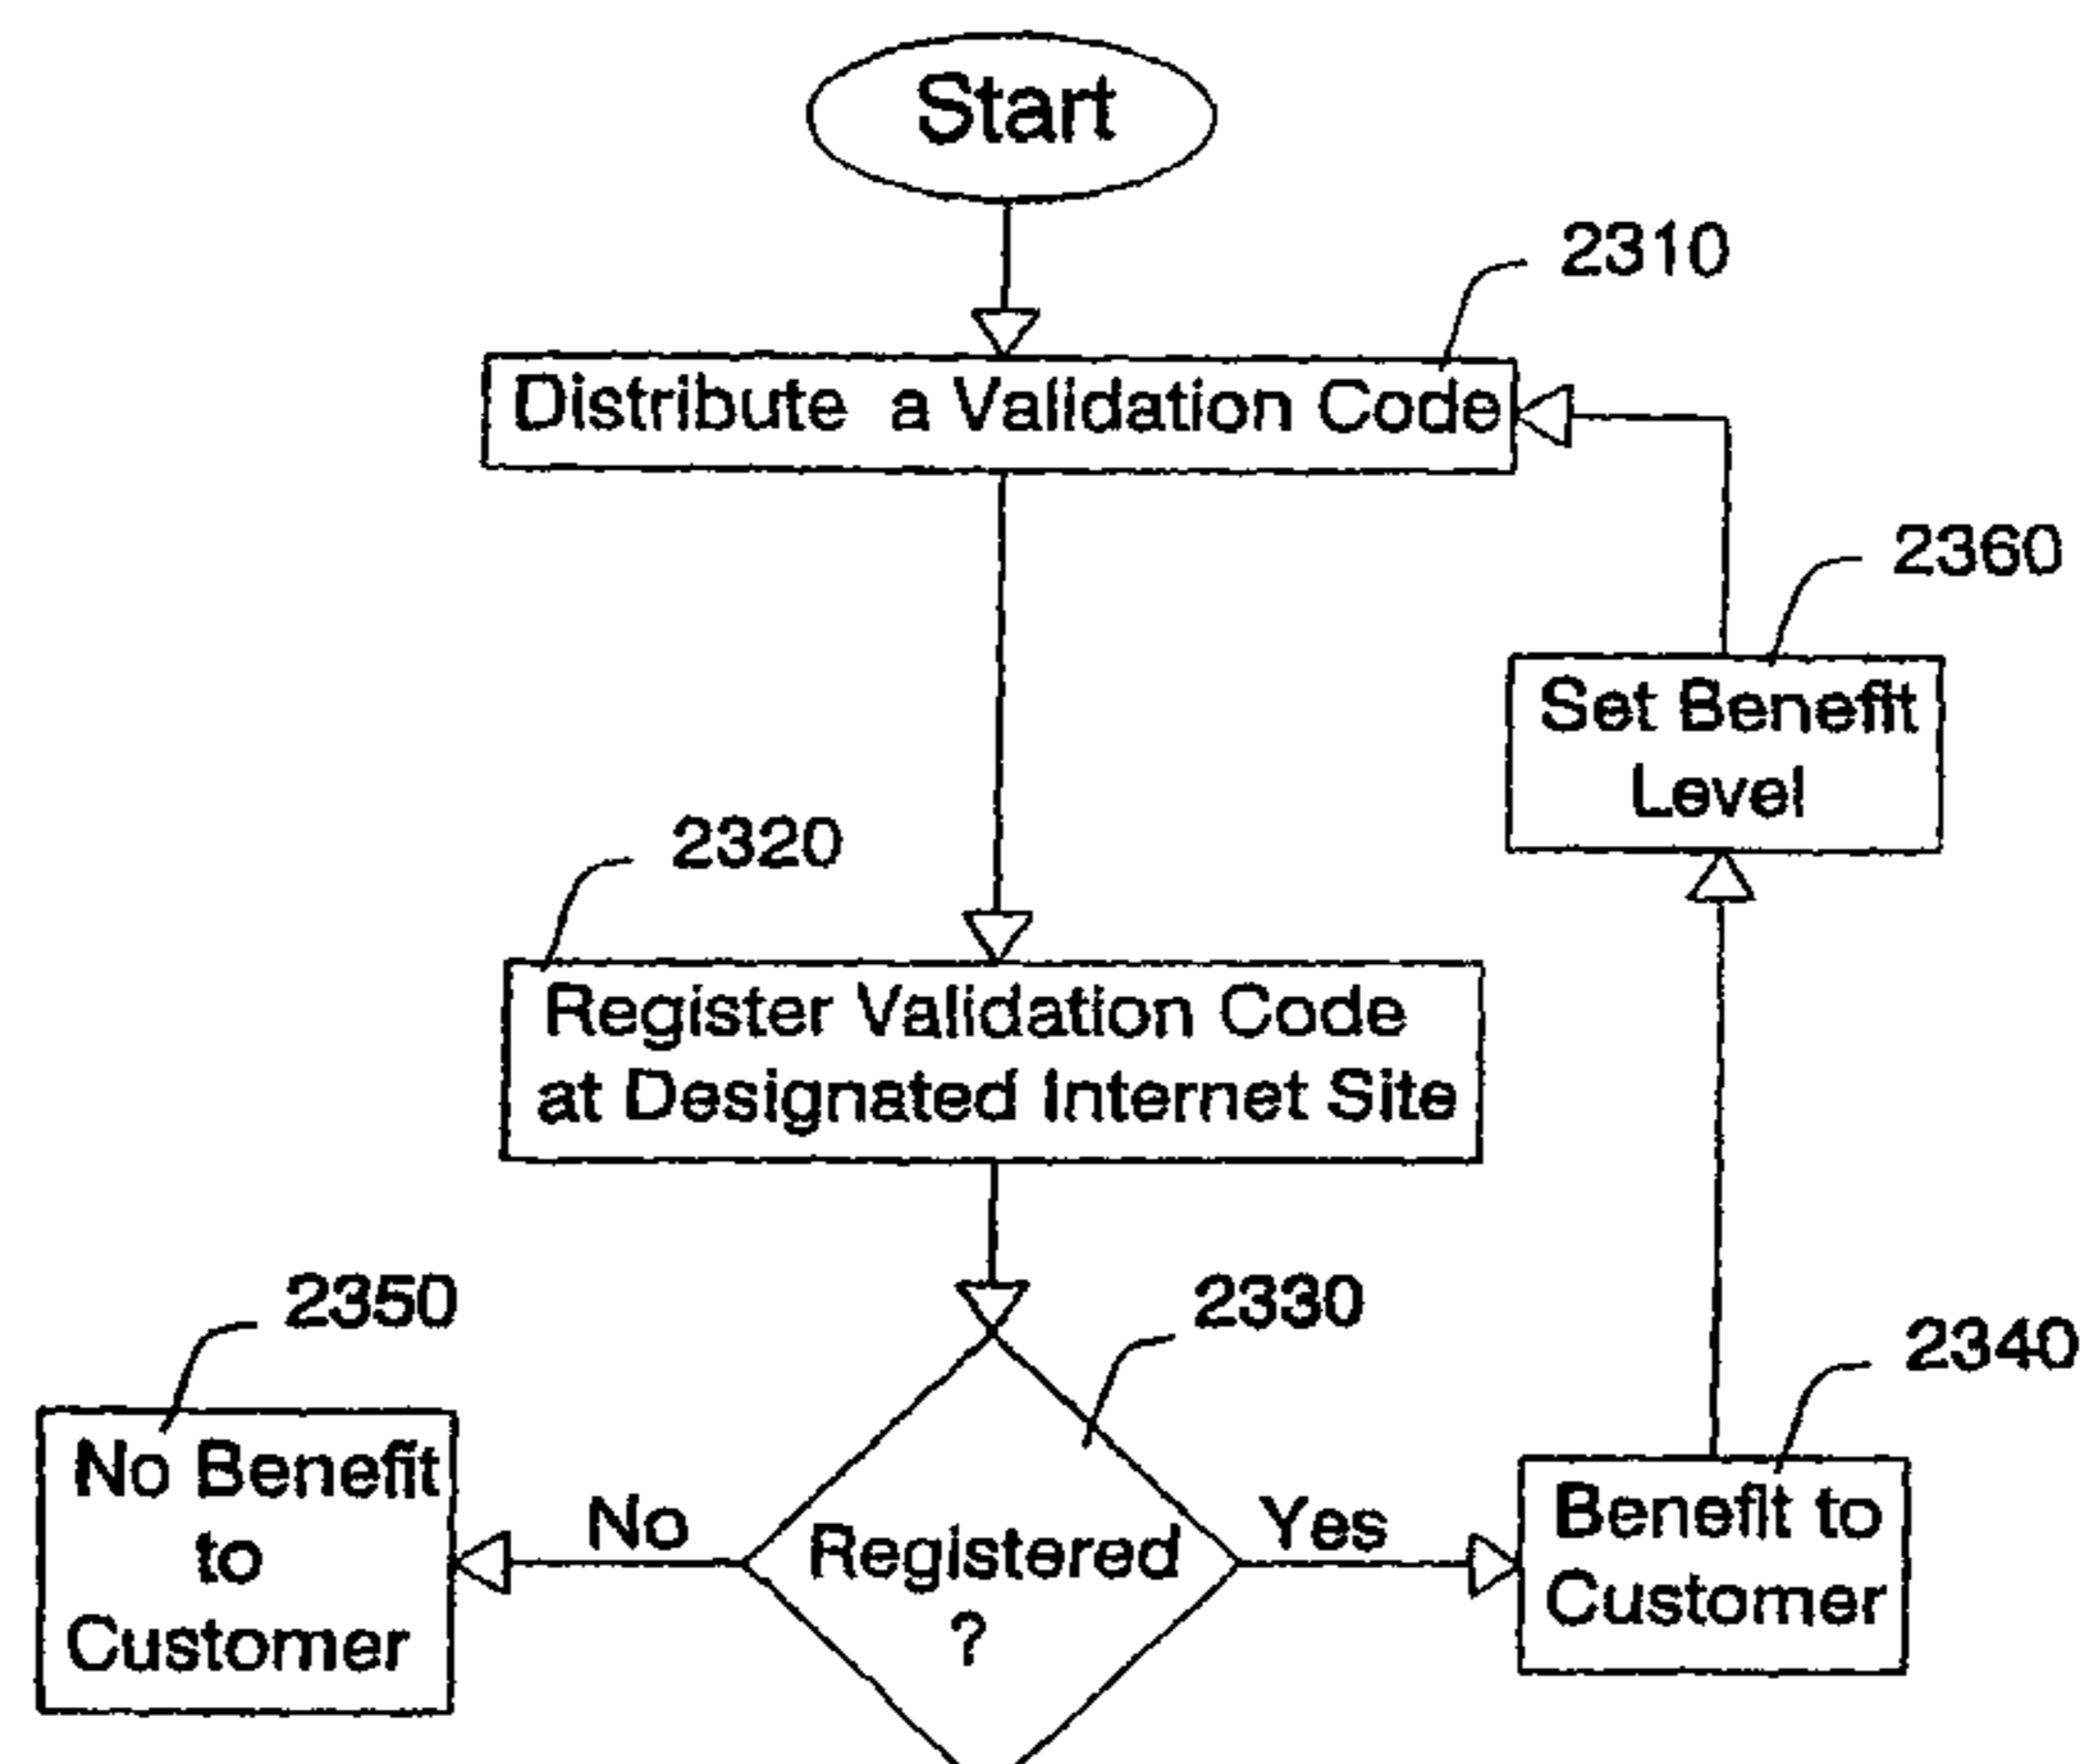 Start
2310
Distribute a Validation Code
2360
Set Benefit
Level
2320
Register Validation Code
at Designated Internet Site
2330
2350
2340
No Benefit
to
Customer
No
Registered
?
Yes
Benefit to
Customer